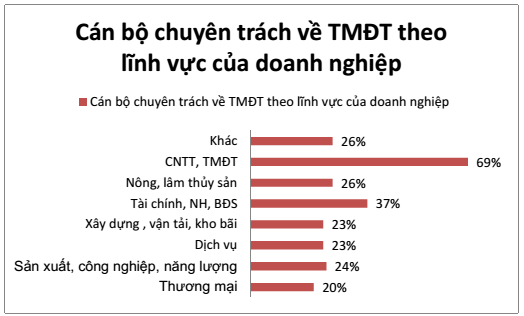 Cán bộ chuyên trách về TMĐT theo
lĩnh vực của doanh nghiệp
Cán bộ chuyên trách về TMĐT theo lĩnh vực của doanh nghiệp
Khác 26%
CNTT, TMĐT 69%
Nông, lâm thủy sản 26%
Tài chính, NH, BĐS 37%
Xây dựng , vận tải, kho bãi 23%
Dịch vụ 23%
Sản xuất, công nghiệp, năng lượng 24%
Thương mại 20%